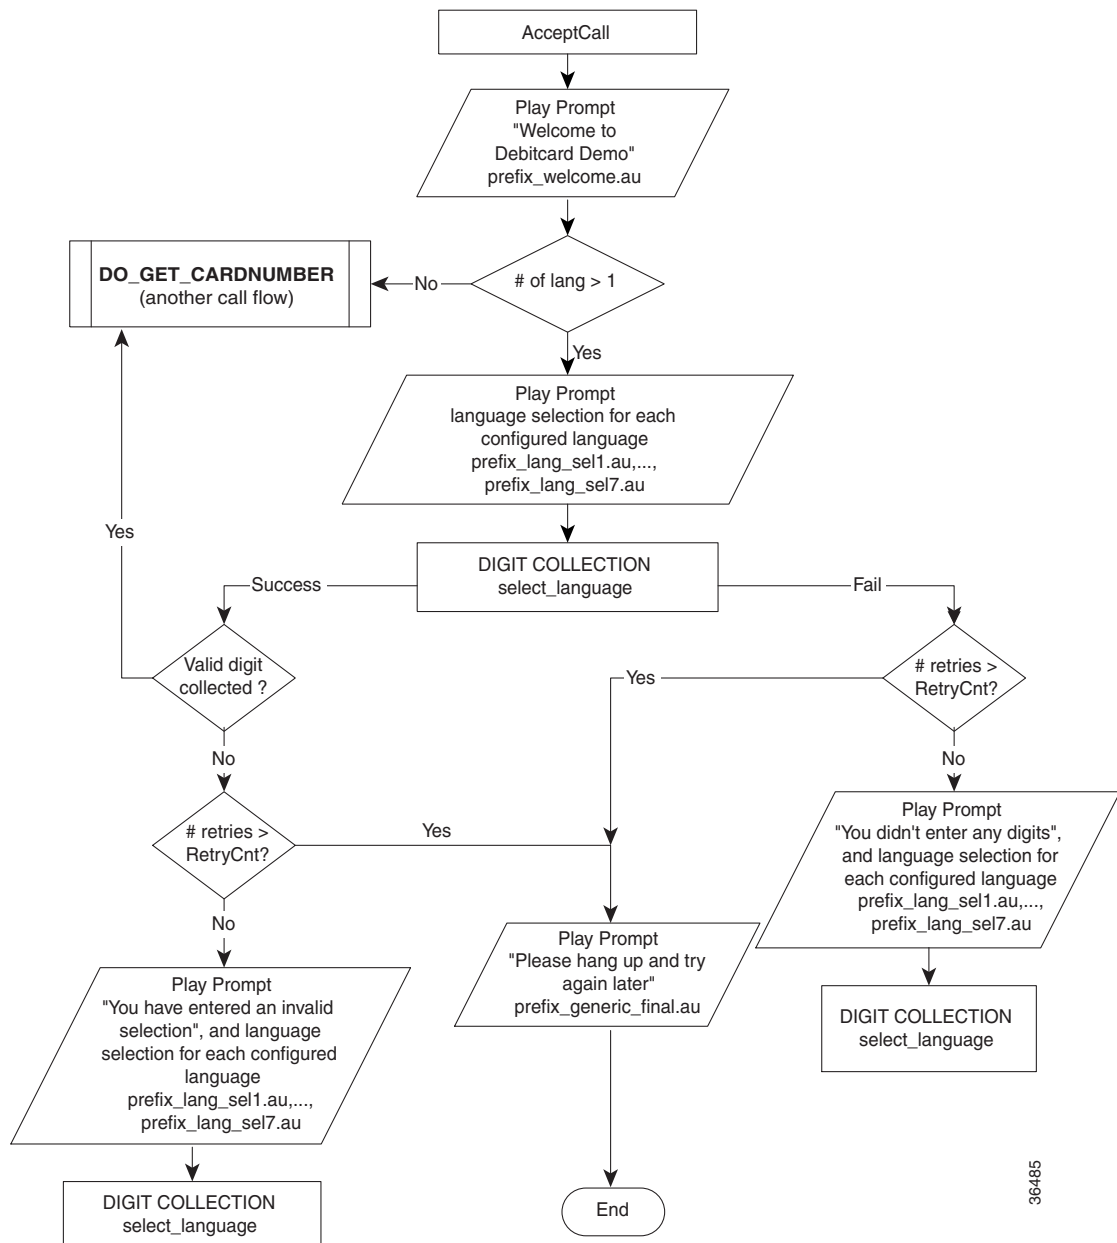 AcceptCall
Play Prompt
"Welcome to
Debitcard Demo"
prefix_welcome.au
DO_GET_CARDNUMBER
(another call flow)
No
# of lang > 1
Yes
Play Prompt
language selection for each
configured language
prefix_lang_sel1.au,...,
prefix_lang_sel7.au
Yes
DIGIT COLLECTION
select_language
Success
Fail
Valid digit
collected ?
Yes
# retries >
RetryCnt?
No
No
# retries >
RetryCnt?
Yes
Play Prompt
"You didn't enter any digits",
and language selection for
each configured language
prefix_lang_sel1.au,...,
prefix_lang_sel7.au
No
Play Prompt
"Please hang up and try
again later"
prefix_generic_final.au
Play Prompt
"You have entered an invalid
selection", and language
selection for each configured
language
prefix_lang_sel1.au,...,
prefix_lang_sel7.au
DIGIT COLLECTION
select_language
DIGIT COLLECTION
select_language
End
36485